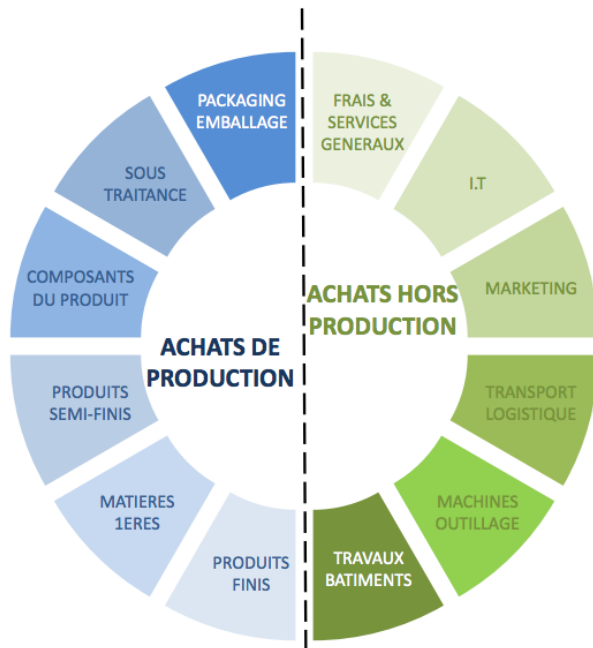 PACKAGING
EMBALLAGE
SOUS
TRAITANCE
COMPOSANTS
DU PRODUIT
PRODUITS
SEMI-FINIS
MATIERES
1ERES
PRODUITS
FINIS
ACHATS DE
PRODUCTION
FRAIS &
SERVICES
GENERAUX
I.T
MARKETING
TRANSPORT
LOGISTIQUE
MACHINES
OUTILLAGE
TRAVAUX
BATIMENTS
ACHATS HORS
PRODUCTION